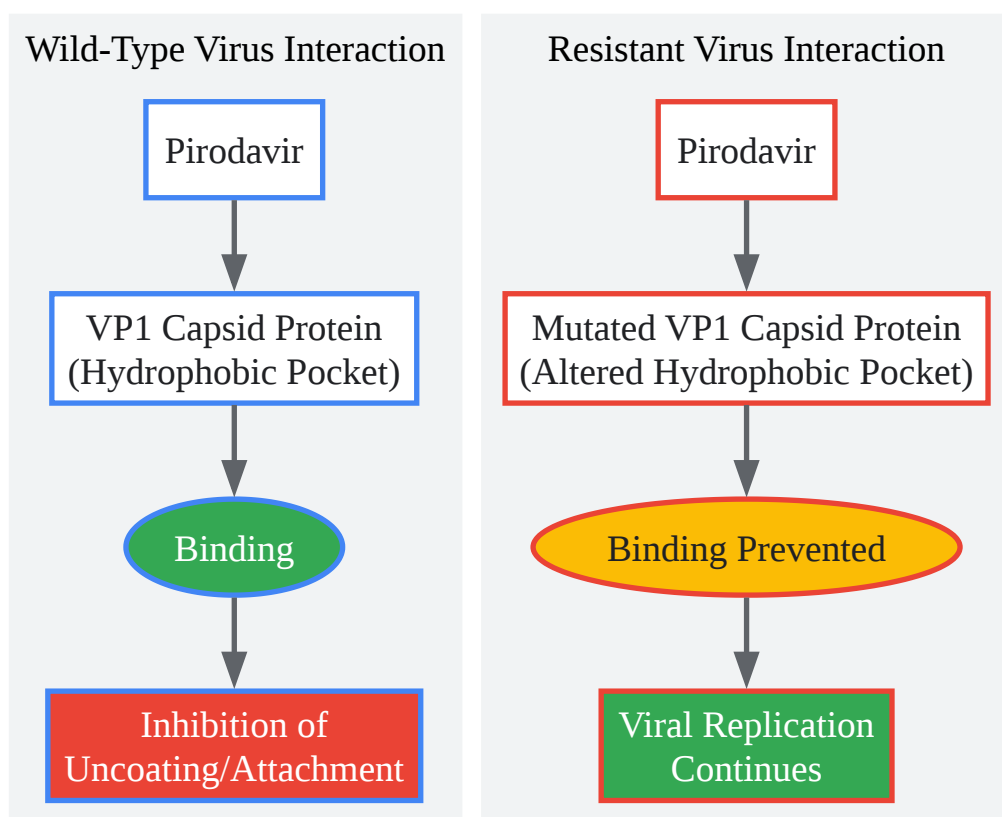 Wild-Type Virus Interaction
Pirodavir
VP1 Capsid Protein
(Hydrophobic Pocket)
Binding
Inhibition of
Uncoating/Attachment
Resistant Virus Interaction
Pirodavir
Mutated VP1 Capsid Protein
(Altered Hydrophobic Pocket)
Binding Prevented
Viral Replication
Continues